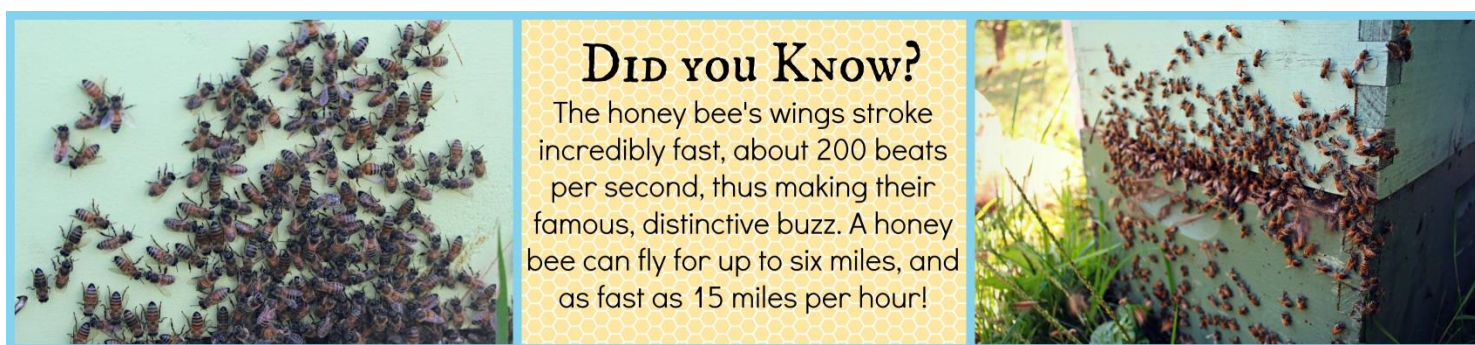 Did you Know?
The honey bee's wings stroke
incredibly fast, about 200 beats
per second, thus making their
famous, distinctive buzz. A honey
bee can fly for up to six miles, and
as fast as 15 miles per hour!